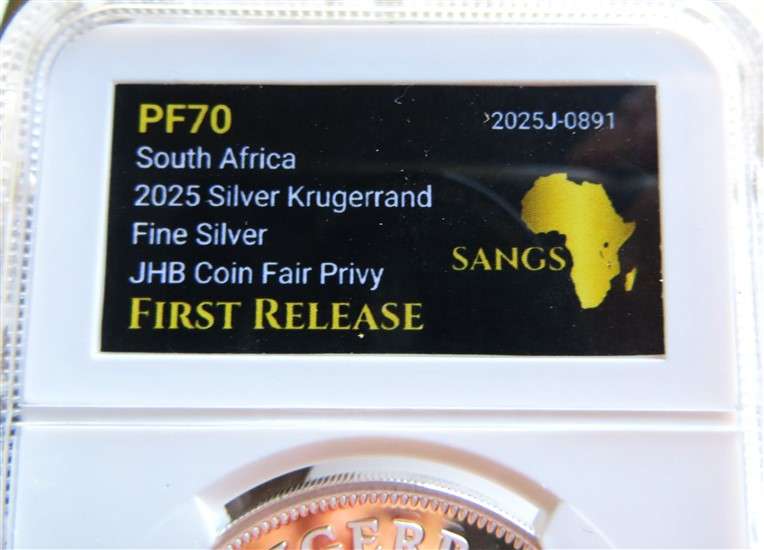 PF70
2025J-0891
South Africa
2025 Silver Krugerrand
Fine Silver
JHB Coin Fair Privy
SANGS
FIRST RELEASE